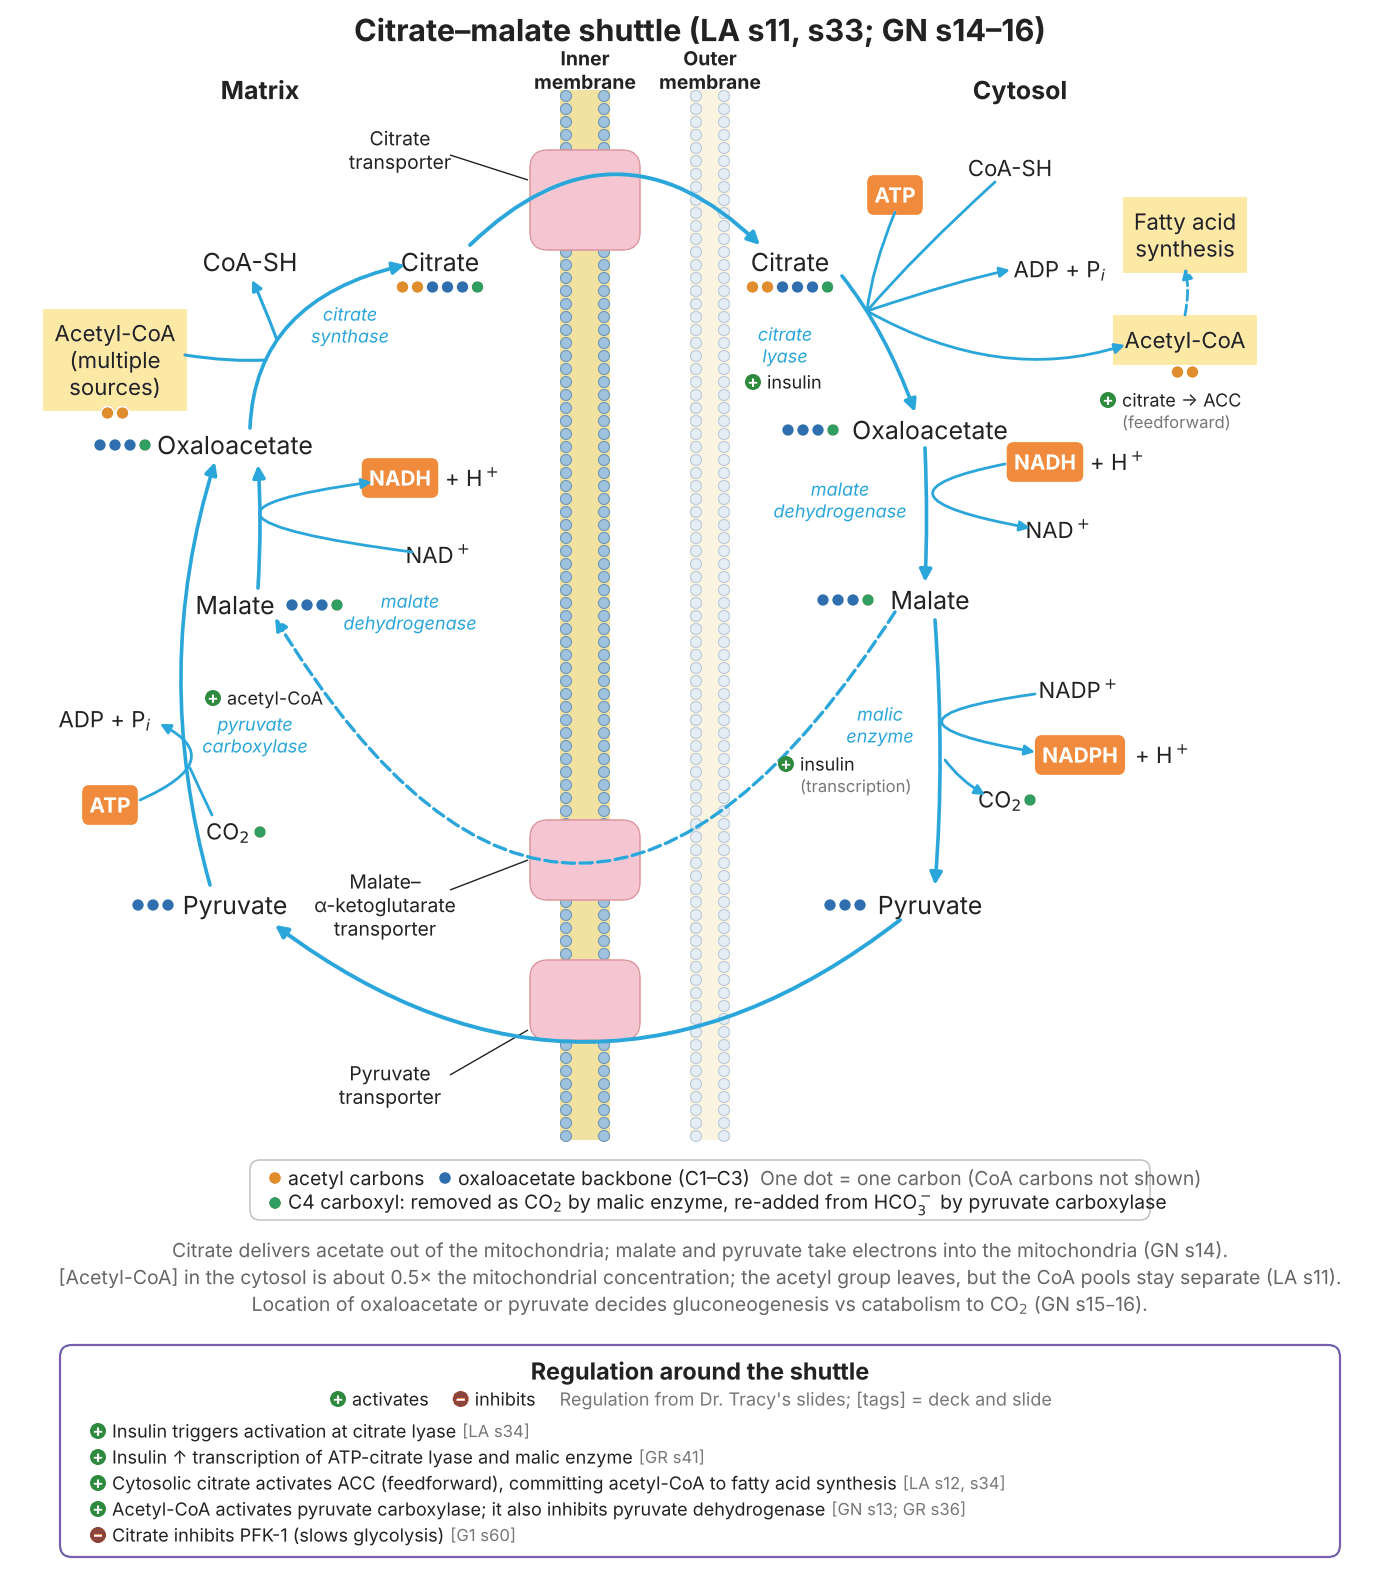 Citrate–malate shuttle (LA s11, s33; GN s14–16)
Inner
membrane
Outer
membrane
Matrix
Cytosol
Citrate
transporter
CoA-SH
ATP
Fatty acid
synthesis
CoA-SH
Citrate
Citrate
ADP + Pi
citrate
synthase
Acetyl-CoA
(multiple
sources)
citrate
lyase
+ insulin
Acetyl-CoA
+ citrate → ACC
(feedforward)
Oxaloacetate
Oxaloacetate
NADH + H⁺
NADH + H⁺
malate
dehydrogenase
NAD⁺
NAD⁺
Malate
malate
dehydrogenase
Malate
+ acetyl-CoA
pyruvate
carboxylase
ADP + Pi
NADP⁺
malic
enzyme
NADPH + H⁺
+ insulin
(transcription)
ATP
CO₂
CO₂
Malate–
α-ketoglutarate
transporter
Pyruvate
Pyruvate
Pyruvate
transporter
acetyl carbons oxaloacetate backbone (C1–C3) One dot = one carbon (CoA carbons not shown)
C4 carboxyl: removed as CO₂ by malic enzyme, re-added from HCO₃⁻ by pyruvate carboxylase
Citrate delivers acetate out of the mitochondria; malate and pyruvate take electrons into the mitochondria (GN s14).
[Acetyl-CoA] in the cytosol is about 0.5× the mitochondrial concentration; the acetyl group leaves, but the CoA pools stay separate (LA s11).
Location of oxaloacetate or pyruvate decides gluconeogenesis vs catabolism to CO₂ (GN s15–16).
Regulation around the shuttle
+ activates − inhibits Regulation from Dr. Tracy's slides; [tags] = deck and slide
+ Insulin triggers activation at citrate lyase [LA s34]
+ Insulin ↑ transcription of ATP-citrate lyase and malic enzyme [GR s41]
+ Cytosolic citrate activates ACC (feedforward), committing acetyl-CoA to fatty acid synthesis [LA s12, s34]
+ Acetyl-CoA activates pyruvate carboxylase; it also inhibits pyruvate dehydrogenase [GN s13; GR s36]
− Citrate inhibits PFK-1 (slows glycolysis) [G1 s60]